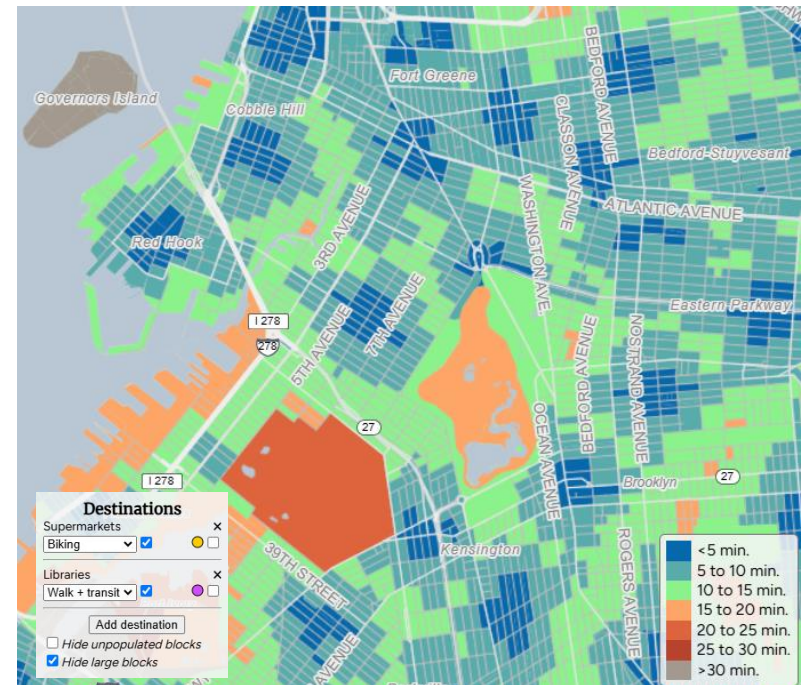 Governors Island
Fort Greene
Cobble Hill
BEDFORD AVENUE
CLASSON AVENUE
Bedford-Stuyvesant
WASHINGTON AVE.
ATLANTIC AVENUE
Red Hook
3RD AVENUE
7TH AVENUE
5TH AVENUE
Eastern Parkway
I 278
278
NOSTRAND AVENUE
BEDFORD AVENUE
OCEAN AVENUE
27
I 278
Brooklyn
27
Kensington
39TH STREET
ROGERS AVENUE
AVENUE
Destinations
Supermarkets ×
Biking
Libraries ×
Walk + transit
Add destination
Hide unpopulated blocks
Hide large blocks
<5 min.
5 to 10 min.
10 to 15 min.
15 to 20 min.
20 to 25 min.
25 to 30 min.
>30 min.